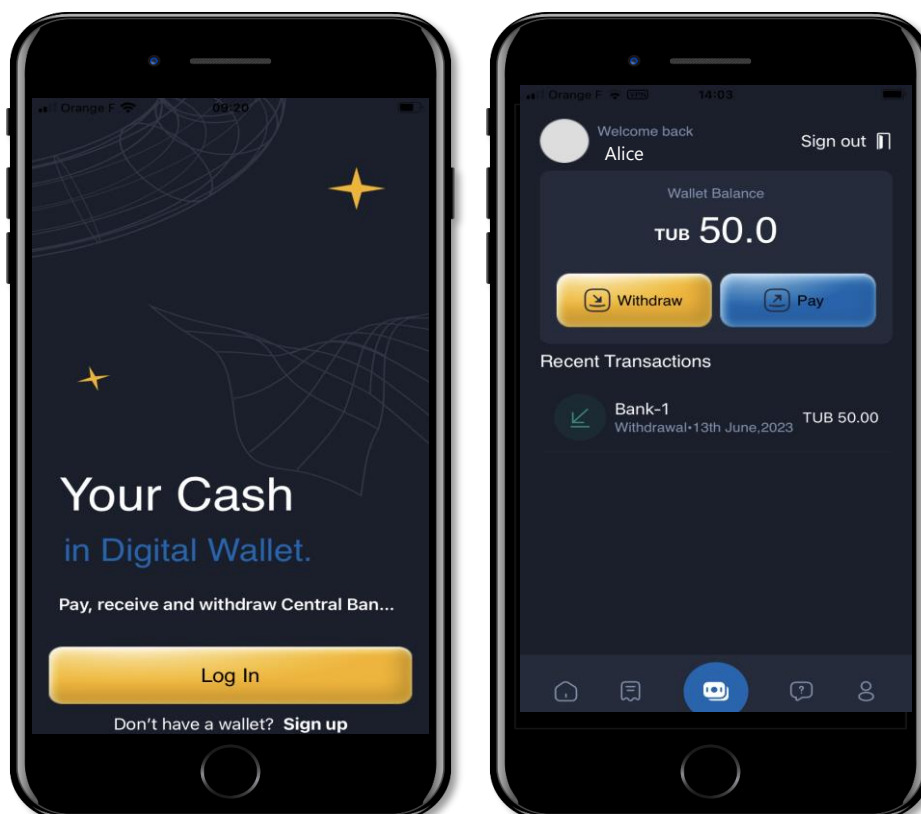 Orange F
09:20
Your Cash
in Digital Wallet.
Pay, receive and withdraw Central Ban...
Log In
Don't have a wallet? Sign up
Orange F VPN 14:03
Welcome back
Alice
Sign out
Wallet Balance
TUB 50.0
Withdraw
Pay
Recent Transactions
Bank-1
Withdrawal•13th June,2023
TUB 50.00